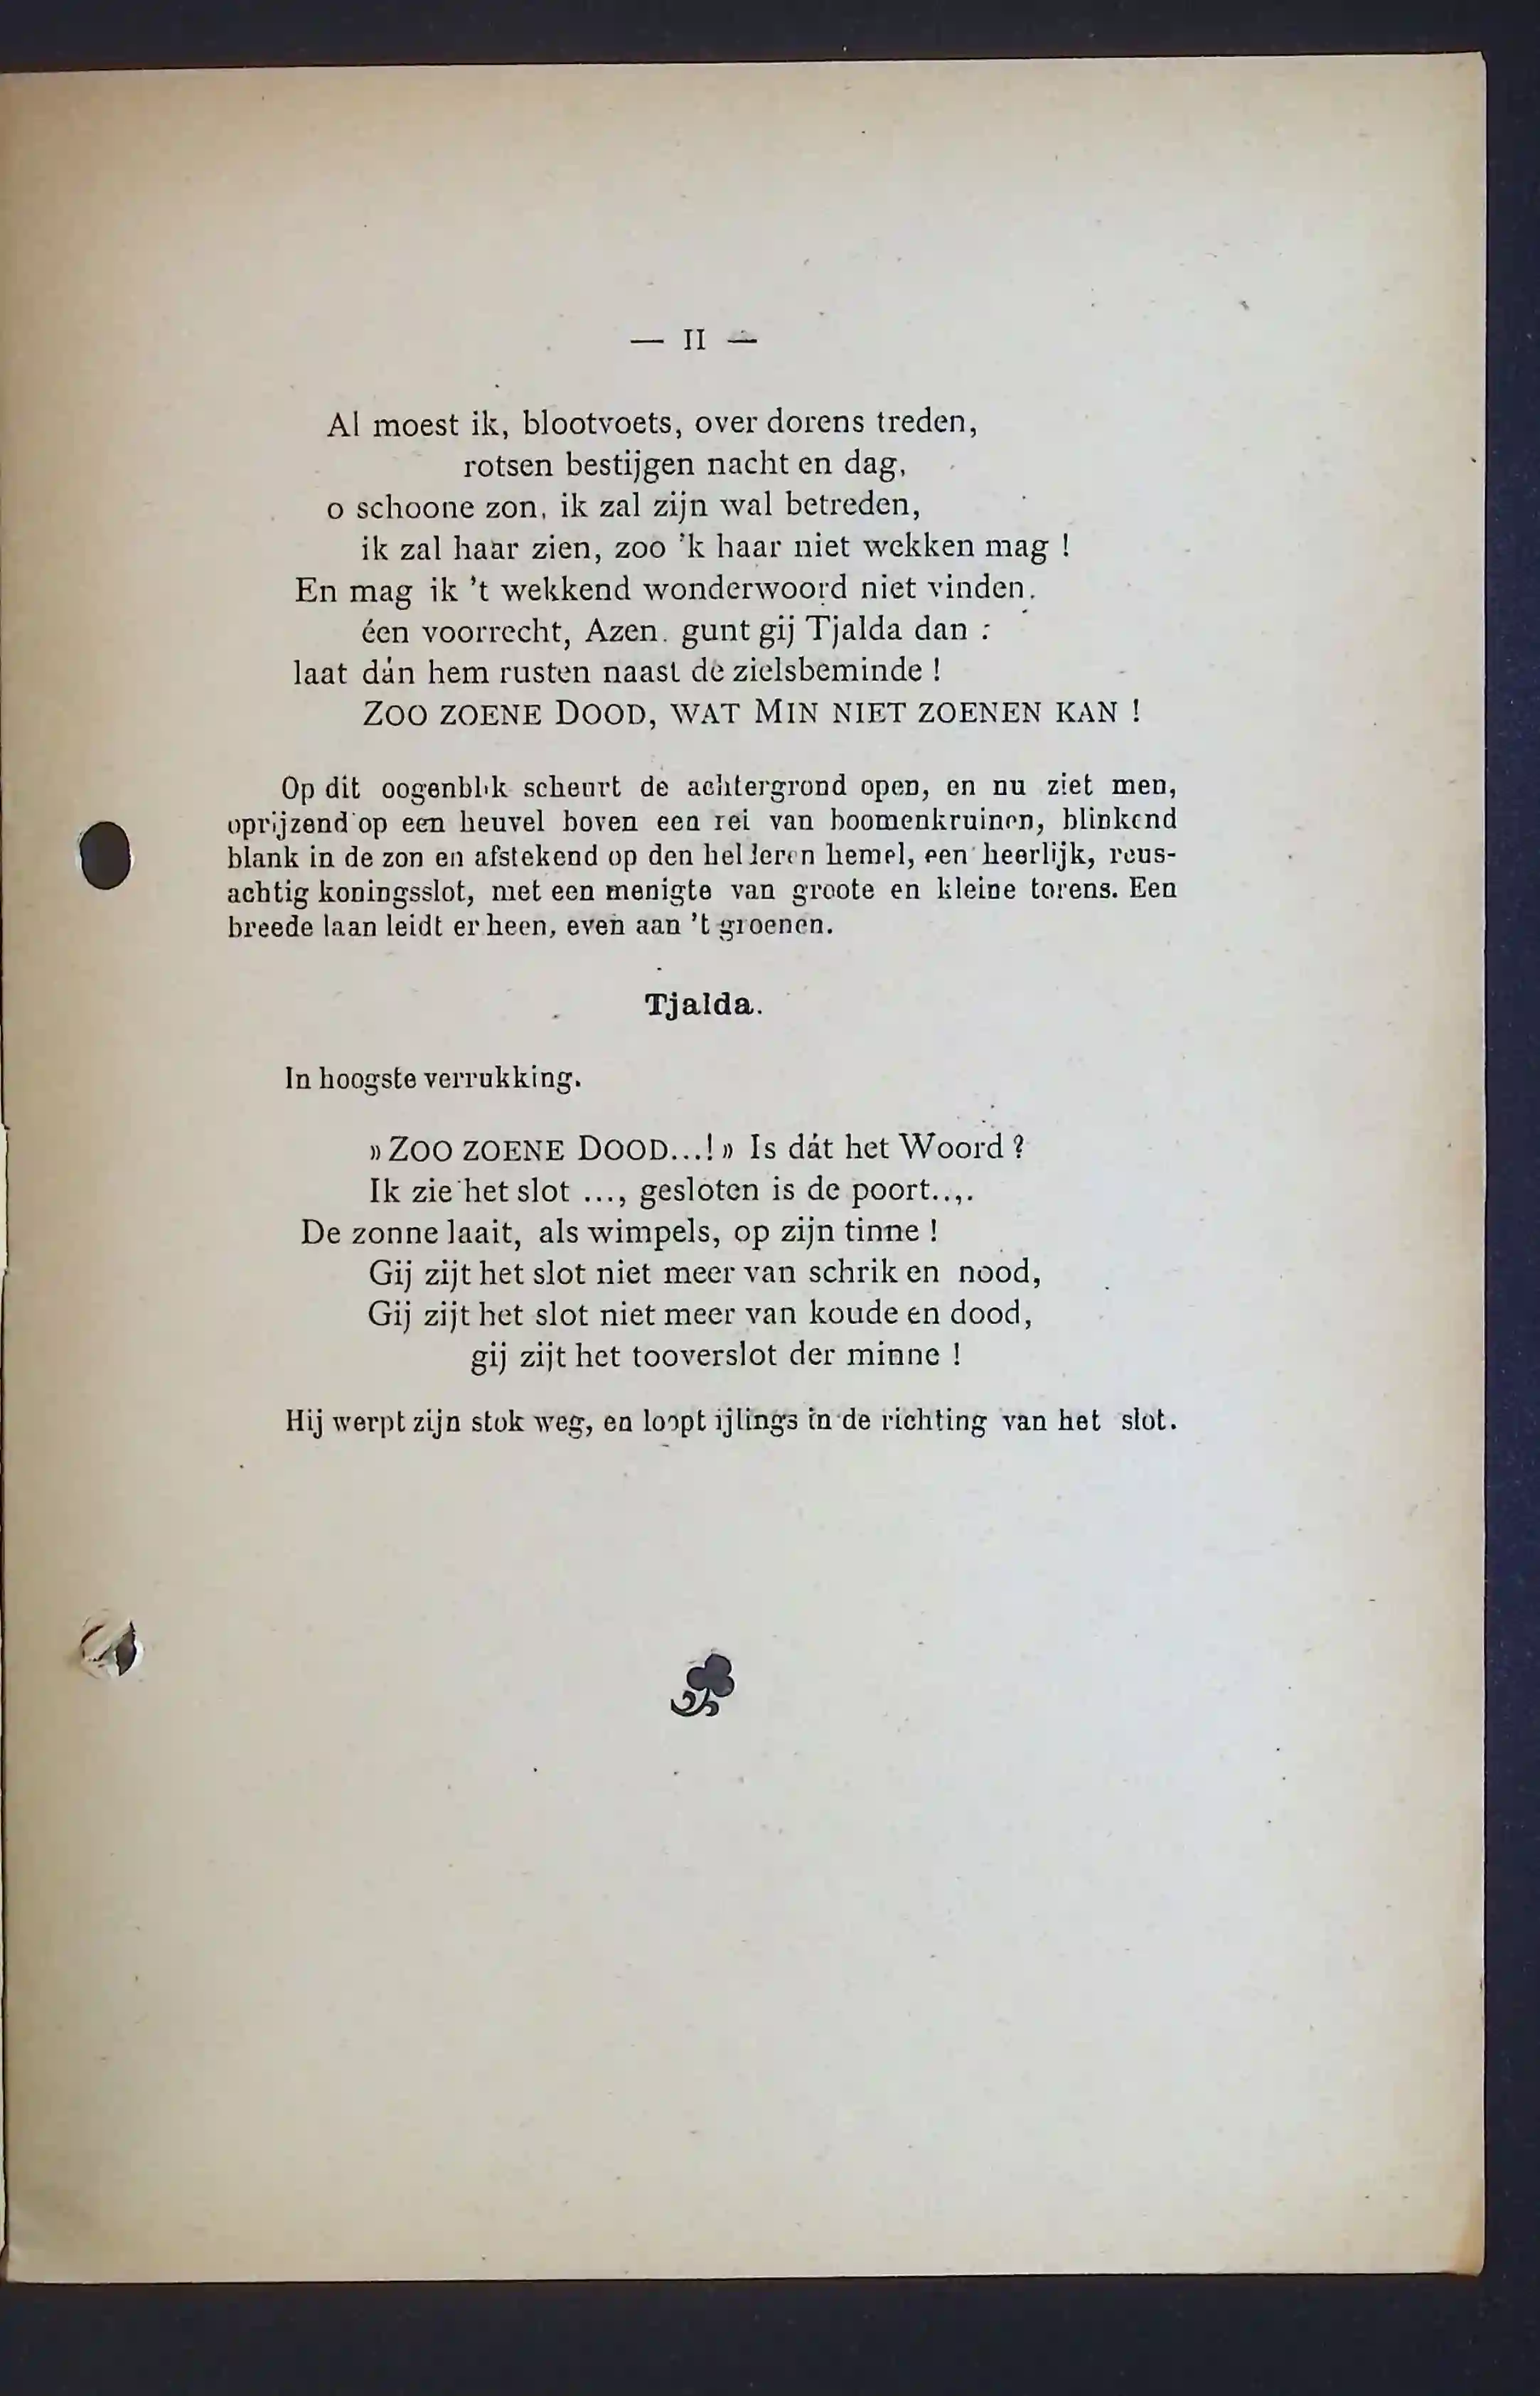 — II —
Al moest ik, blootvoets, over dorens treden,
rotsen bestijgen nacht en dag,
o schoone zon, ik zal zijn wal betreden,
ik zal haar zien, zoo 'k haar niet wekken mag !
En mag ik 't wekkend wonderwoord niet vinden.
één voorrecht, Azen. gunt gij Tjalda dan :
laat dán hem rusten naast de zielsbeminde !
ZOO ZOENE DOOD, WAT MIN NIET ZOENEN KAN !
Op dit oogenblik scheurt de achtergrond open, en nu ziet men,
oprijzend op een heuvel boven een rei van boomenkruinen, blinkend
blank in de zon en afstekend op den helderen hemel, een heerlijk, reus-
achtig koningsslot, met een menigte van groote en kleine torens. Een
breede laan leidt er heen, even aan 't groenen.
Tjalda.
In hoogste verrukking.
» ZOO ZOENE DOOD...! » Is dát het Woord ?
Ik zie het slot ..., gesloten is de poort..,.
De zonne laait, als wimpels, op zijn tinne !
Gij zijt het slot niet meer van schrik en nood,
Gij zijt het slot niet meer van koude en dood,
gij zijt het tooverslot der minne !
Hij werpt zijn stok weg, en loopt ijlings in de richting van het slot.